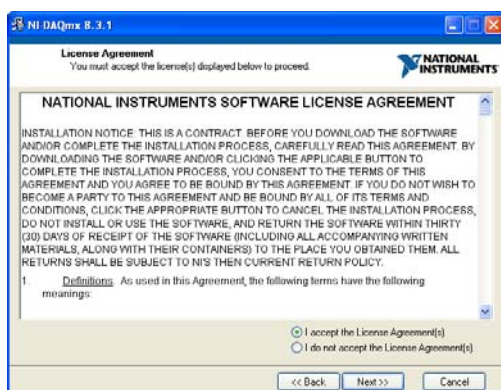 NI-DAQmx 8.3.1
License Agreement
You must accept the license(s) displayed below to proceed.
NATIONAL
INSTRUMENTS
NATIONAL INSTRUMENTS SOFTWARE LICENSE AGREEMENT
INSTALLATION NOTICE: THIS IS A CONTRACT. BEFORE YOU DOWNLOAD THE SOFTWARE
AND/OR COMPLETE THE INSTALLATION PROCESS, CAREFULLY READ THIS AGREEMENT. BY
DOWNLOADING THE SOFTWARE AND/OR CLICKING THE APPLICABLE BUTTON TO
COMPLETE THE INSTALLATION PROCESS, YOU CONSENT TO THE TERMS OF THIS
AGREEMENT AND YOU AGREE TO BE BOUND BY THIS AGREEMENT. IF YOU DO NOT WISH TO
BECOME A PARTY TO THIS AGREEMENT AND BE BOUND BY ALL OF ITS TERMS AND
CONDITIONS, CLICK THE APPROPRIATE BUTTON TO CANCEL THE INSTALLATION PROCESS,
DO NOT INSTALL OR USE THE SOFTWARE, AND RETURN THE SOFTWARE WITHIN THIRTY
(30) DAYS OF RECEIPT OF THE SOFTWARE (INCLUDING ALL ACCOMPANYING WRITTEN
MATERIALS, ALONG WITH THEIR CONTAINERS) TO THE PLACE YOU OBTAINED THEM. ALL
RETURNS SHALL BE SUBJECT TO NI'S THEN CURRENT RETURN POLICY.
1. Definitions. As used in this Agreement, the following terms have the following
meanings:
I accept the License Agreement(s)
I do not accept the License Agreement(s)
<< Back
Next >>
Cancel